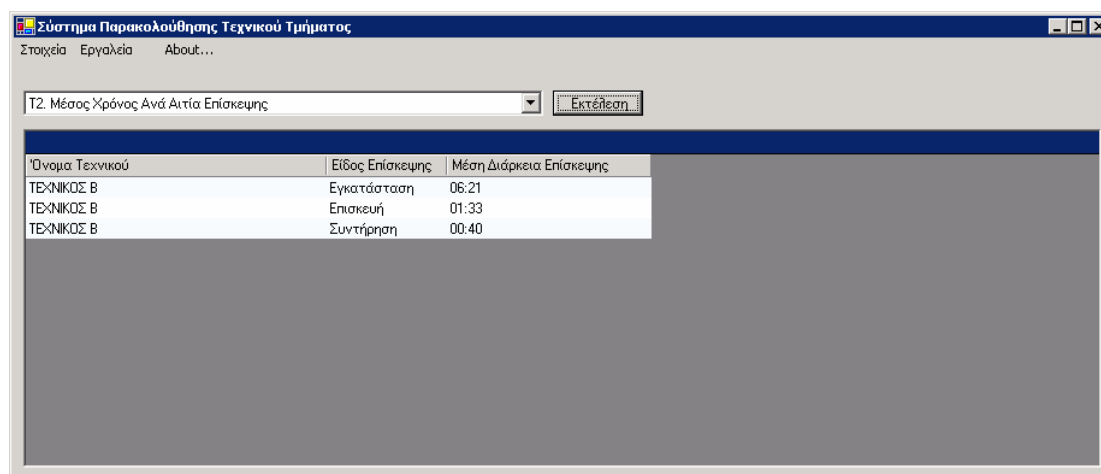 Σύστημα Παρακολούθησης Τεχνικού Τμήματος
Στοιχεία Εργαλεία About...
Τ2. Μέσος Χρόνος Ανά Αιτία Επίσκεψης Εκτέλεση
Όνομα Τεχνικού Είδος Επίσκεψης Μέση Διάρκεια Επίσκεψης
ΤΕΧΝΙΚΟΣ Β Εγκατάσταση 06:21
ΤΕΧΝΙΚΟΣ Β Επισκευή 01:33
ΤΕΧΝΙΚΟΣ Β Συντήρηση 00:40